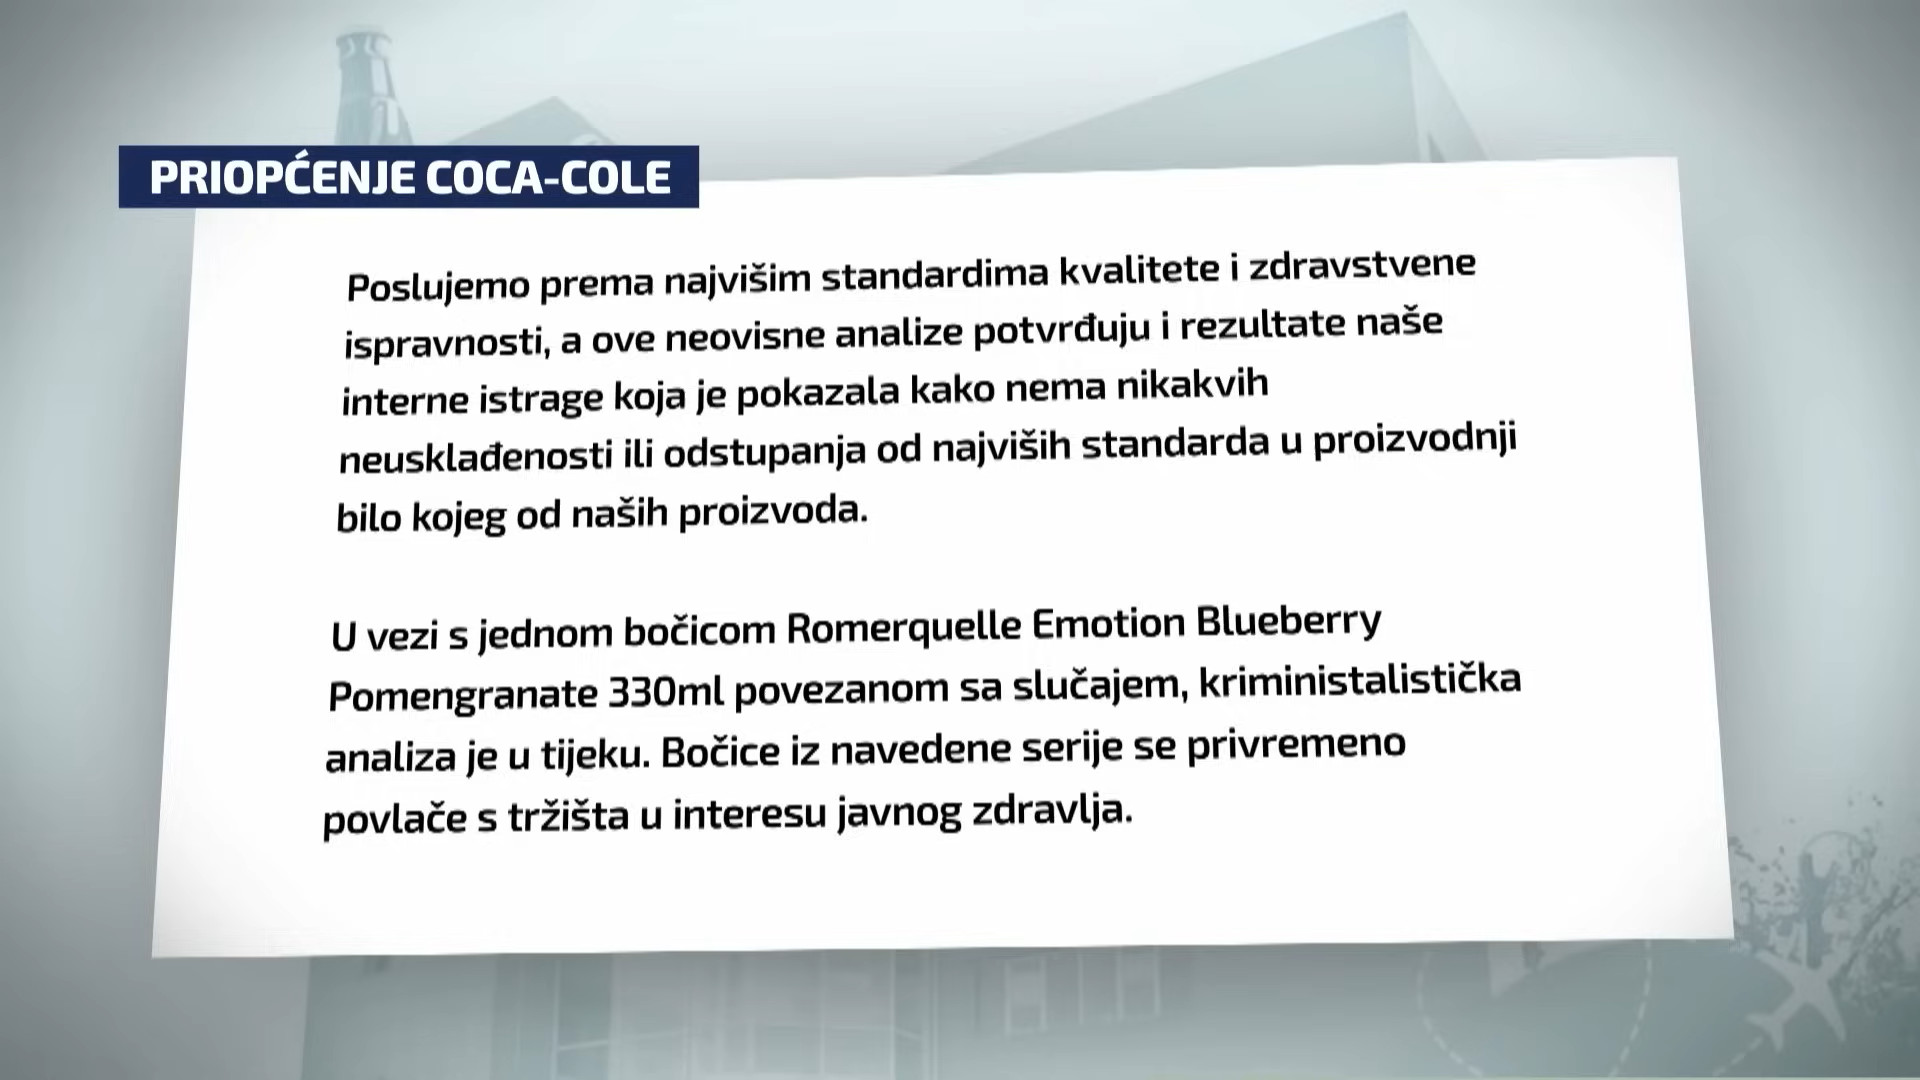 PRIOPĆENJE COCA-COLE
Poslujemo prema najvišim standardima kvalitete i zdravstvene
ispravnosti, a ove neovisne analize potvrđuju i rezultate naše
interne istrage koja je pokazala kako nema nikakvih
neusklađenosti ili odstupanja od najviših standarda u proizvodnji
bilo kojeg od naših proizvoda.
U vezi s jednom bočicom Romerquelle Emotion Blueberry
Pomengranate 330ml povezanom sa slučajem, kriministalistička
analiza je u tijeku. Bočice iz navedene serije se privremeno
povlače s tržišta u interesu javnog zdravlja.